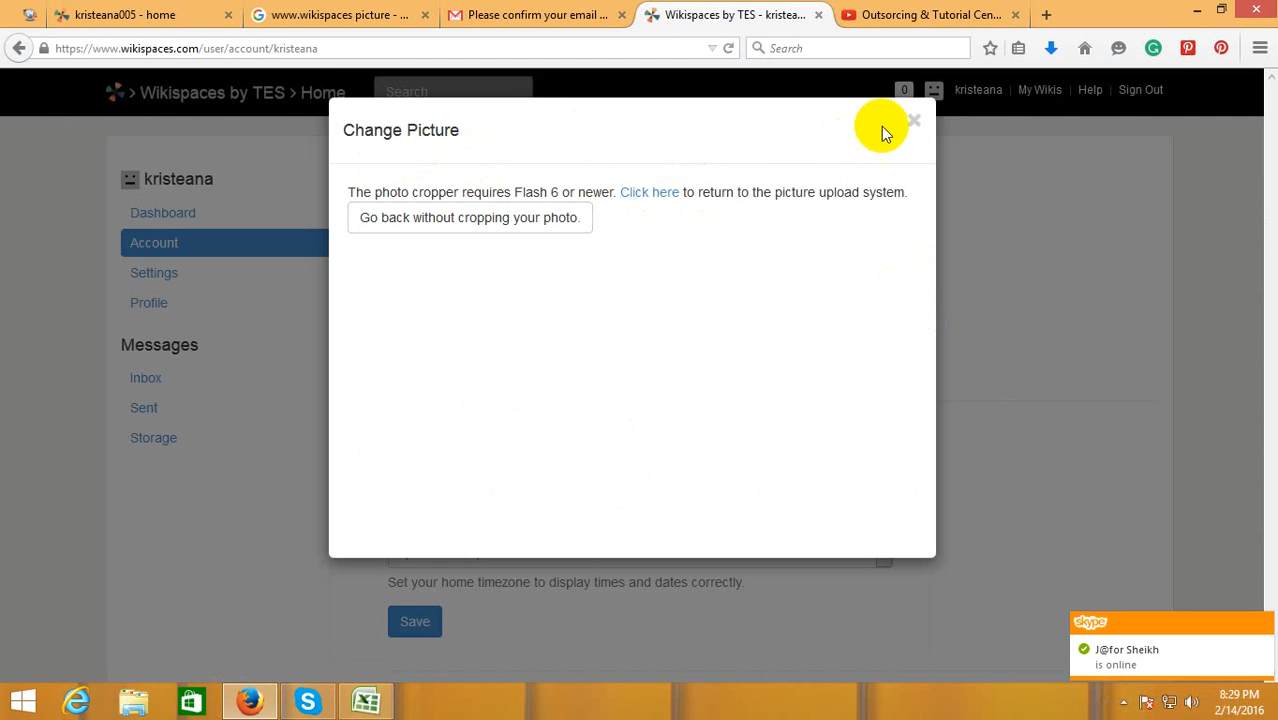 kristeana005 - home
www.wikispaces picture - ...
Please confirm your email ...
Wikispaces by TES - kristea...
Outsorcing & Tutorial Cen...
https://www.wikispaces.com/user/account/kristeana
Search
> Wikispaces by TES > Home
Search
0
kristeana
My Wikis
Help
Sign Out
Change Picture
kristeana
The photo cropper requires Flash 6 or newer. Click here to return to the picture upload system.
Go back without cropping your photo.
Dashboard
Account
Settings
Profile
Messages
Inbox
Sent
Storage
Set your home timezone to display times and dates correctly.
Save
skype
J@for Sheikh
is online
8:29 PM
2/14/2016